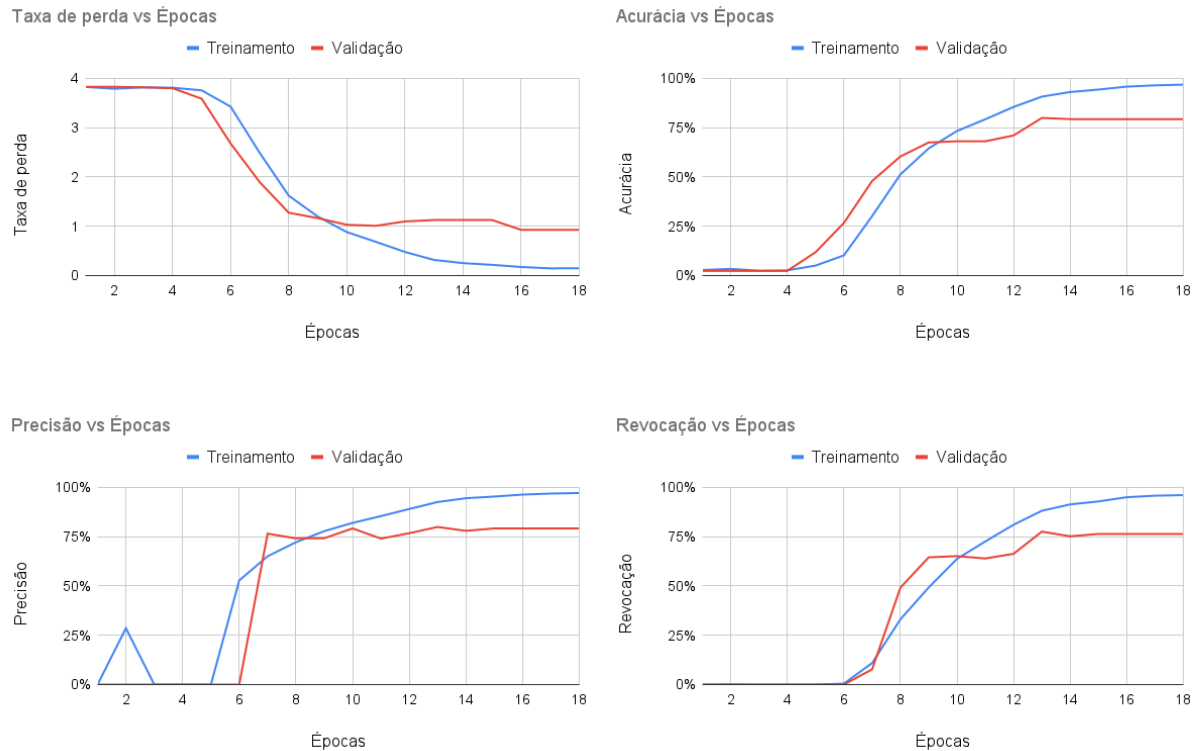 Taxa de perda vs Épocas
Treinamento Validação
Taxa de perda
4
3
2
1
0
2 4 6 8 10 12 14 16 18
Épocas
Acurácia vs Épocas
Treinamento Validação
Acurácia
100%
75%
50%
25%
0%
2 4 6 8 10 12 14 16 18
Épocas
Precisão vs Épocas
Treinamento Validação
Precisão
100%
75%
50%
25%
0%
2 4 6 8 10 12 14 16 18
Épocas
Revocação vs Épocas
Treinamento Validação
Revocação
100%
75%
50%
25%
0%
2 4 6 8 10 12 14 16 18
Épocas